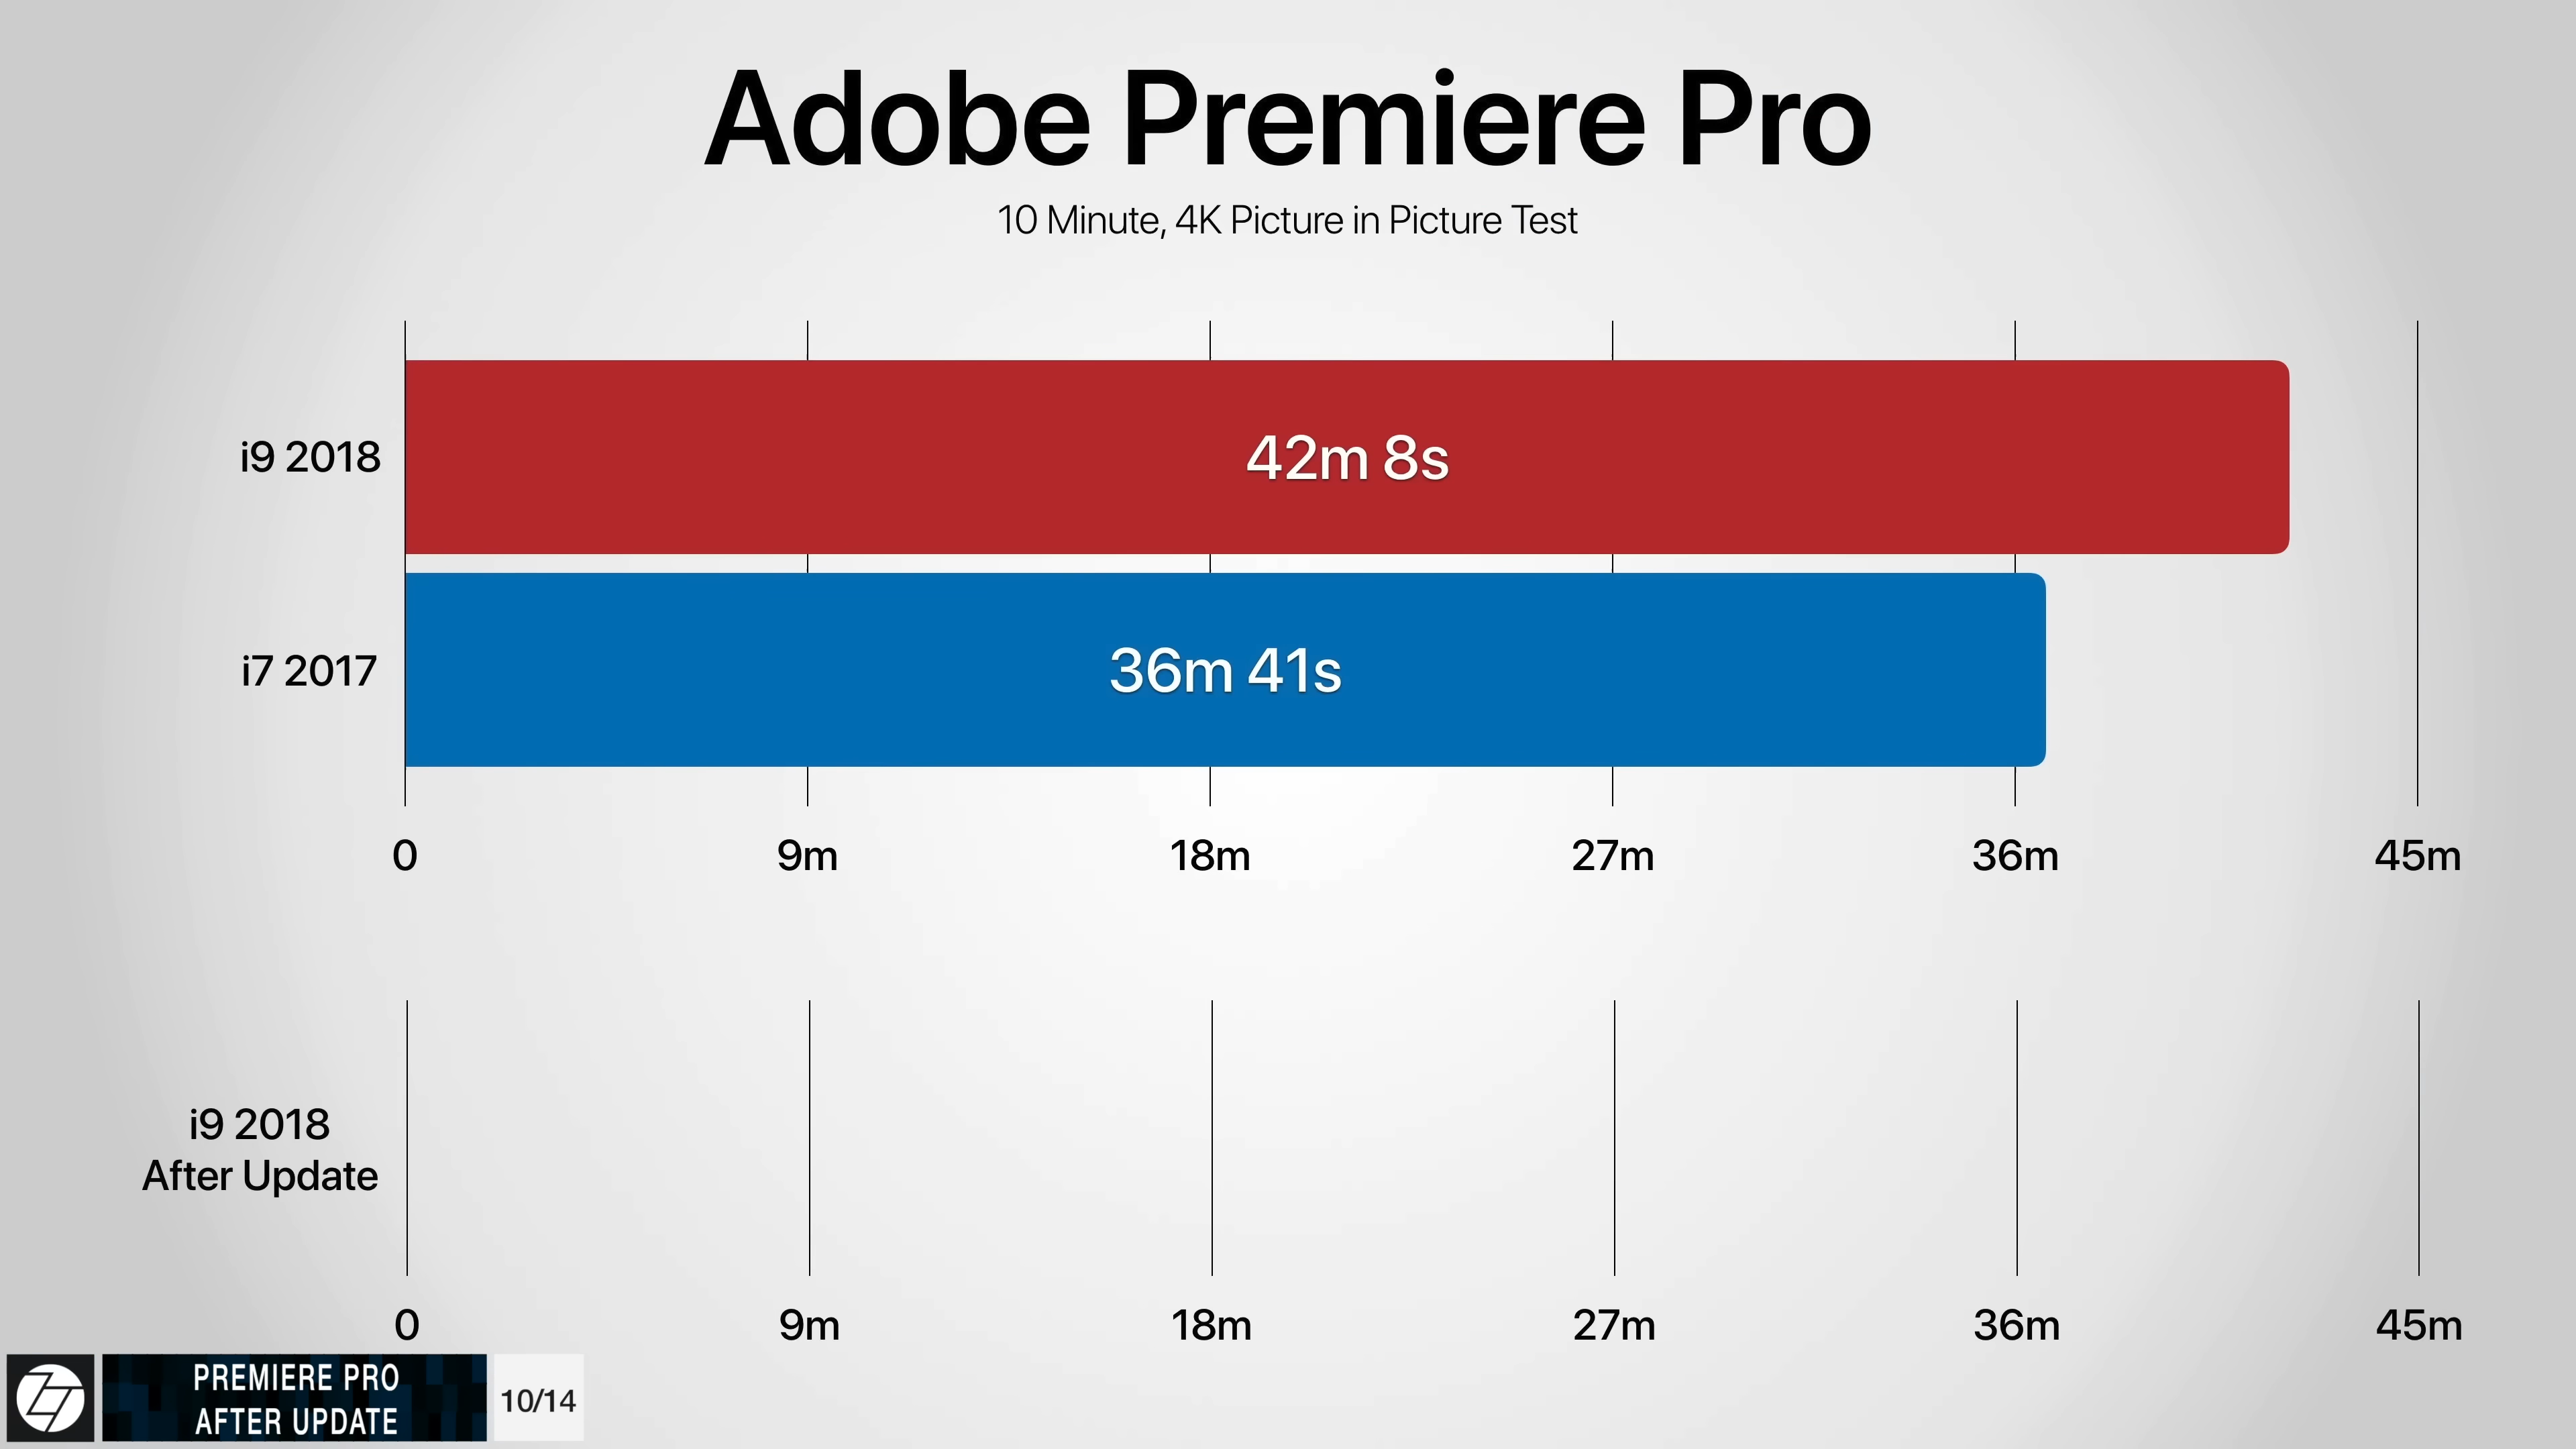 Adobe Premiere Pro
10 Minute, 4K Picture in Picture Test
i9 2018
42m 8s
i7 2017
36m 41s
0 9m 18m 27m 36m 45m
i9 2018
After Update
0 9m 18m 27m 36m 45m
PREMIERE PRO
AFTER UPDATE
10/14